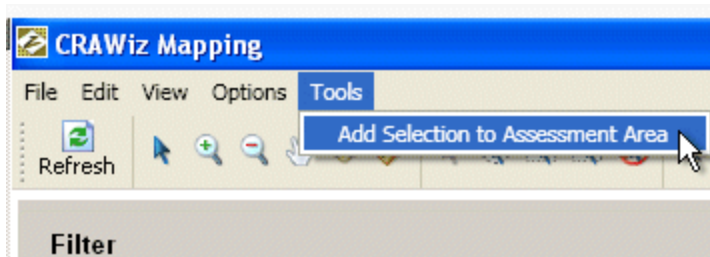 CRAWiz Mapping
File Edit View Options Tools
Add Selection to Assessment Area
Refresh
Filter